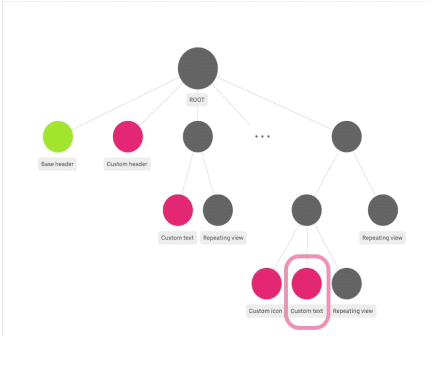 ROOT
Base header
Custom header
Custom text
Repeating view
Repeating view
Custom icon
Custom text
Repeating view